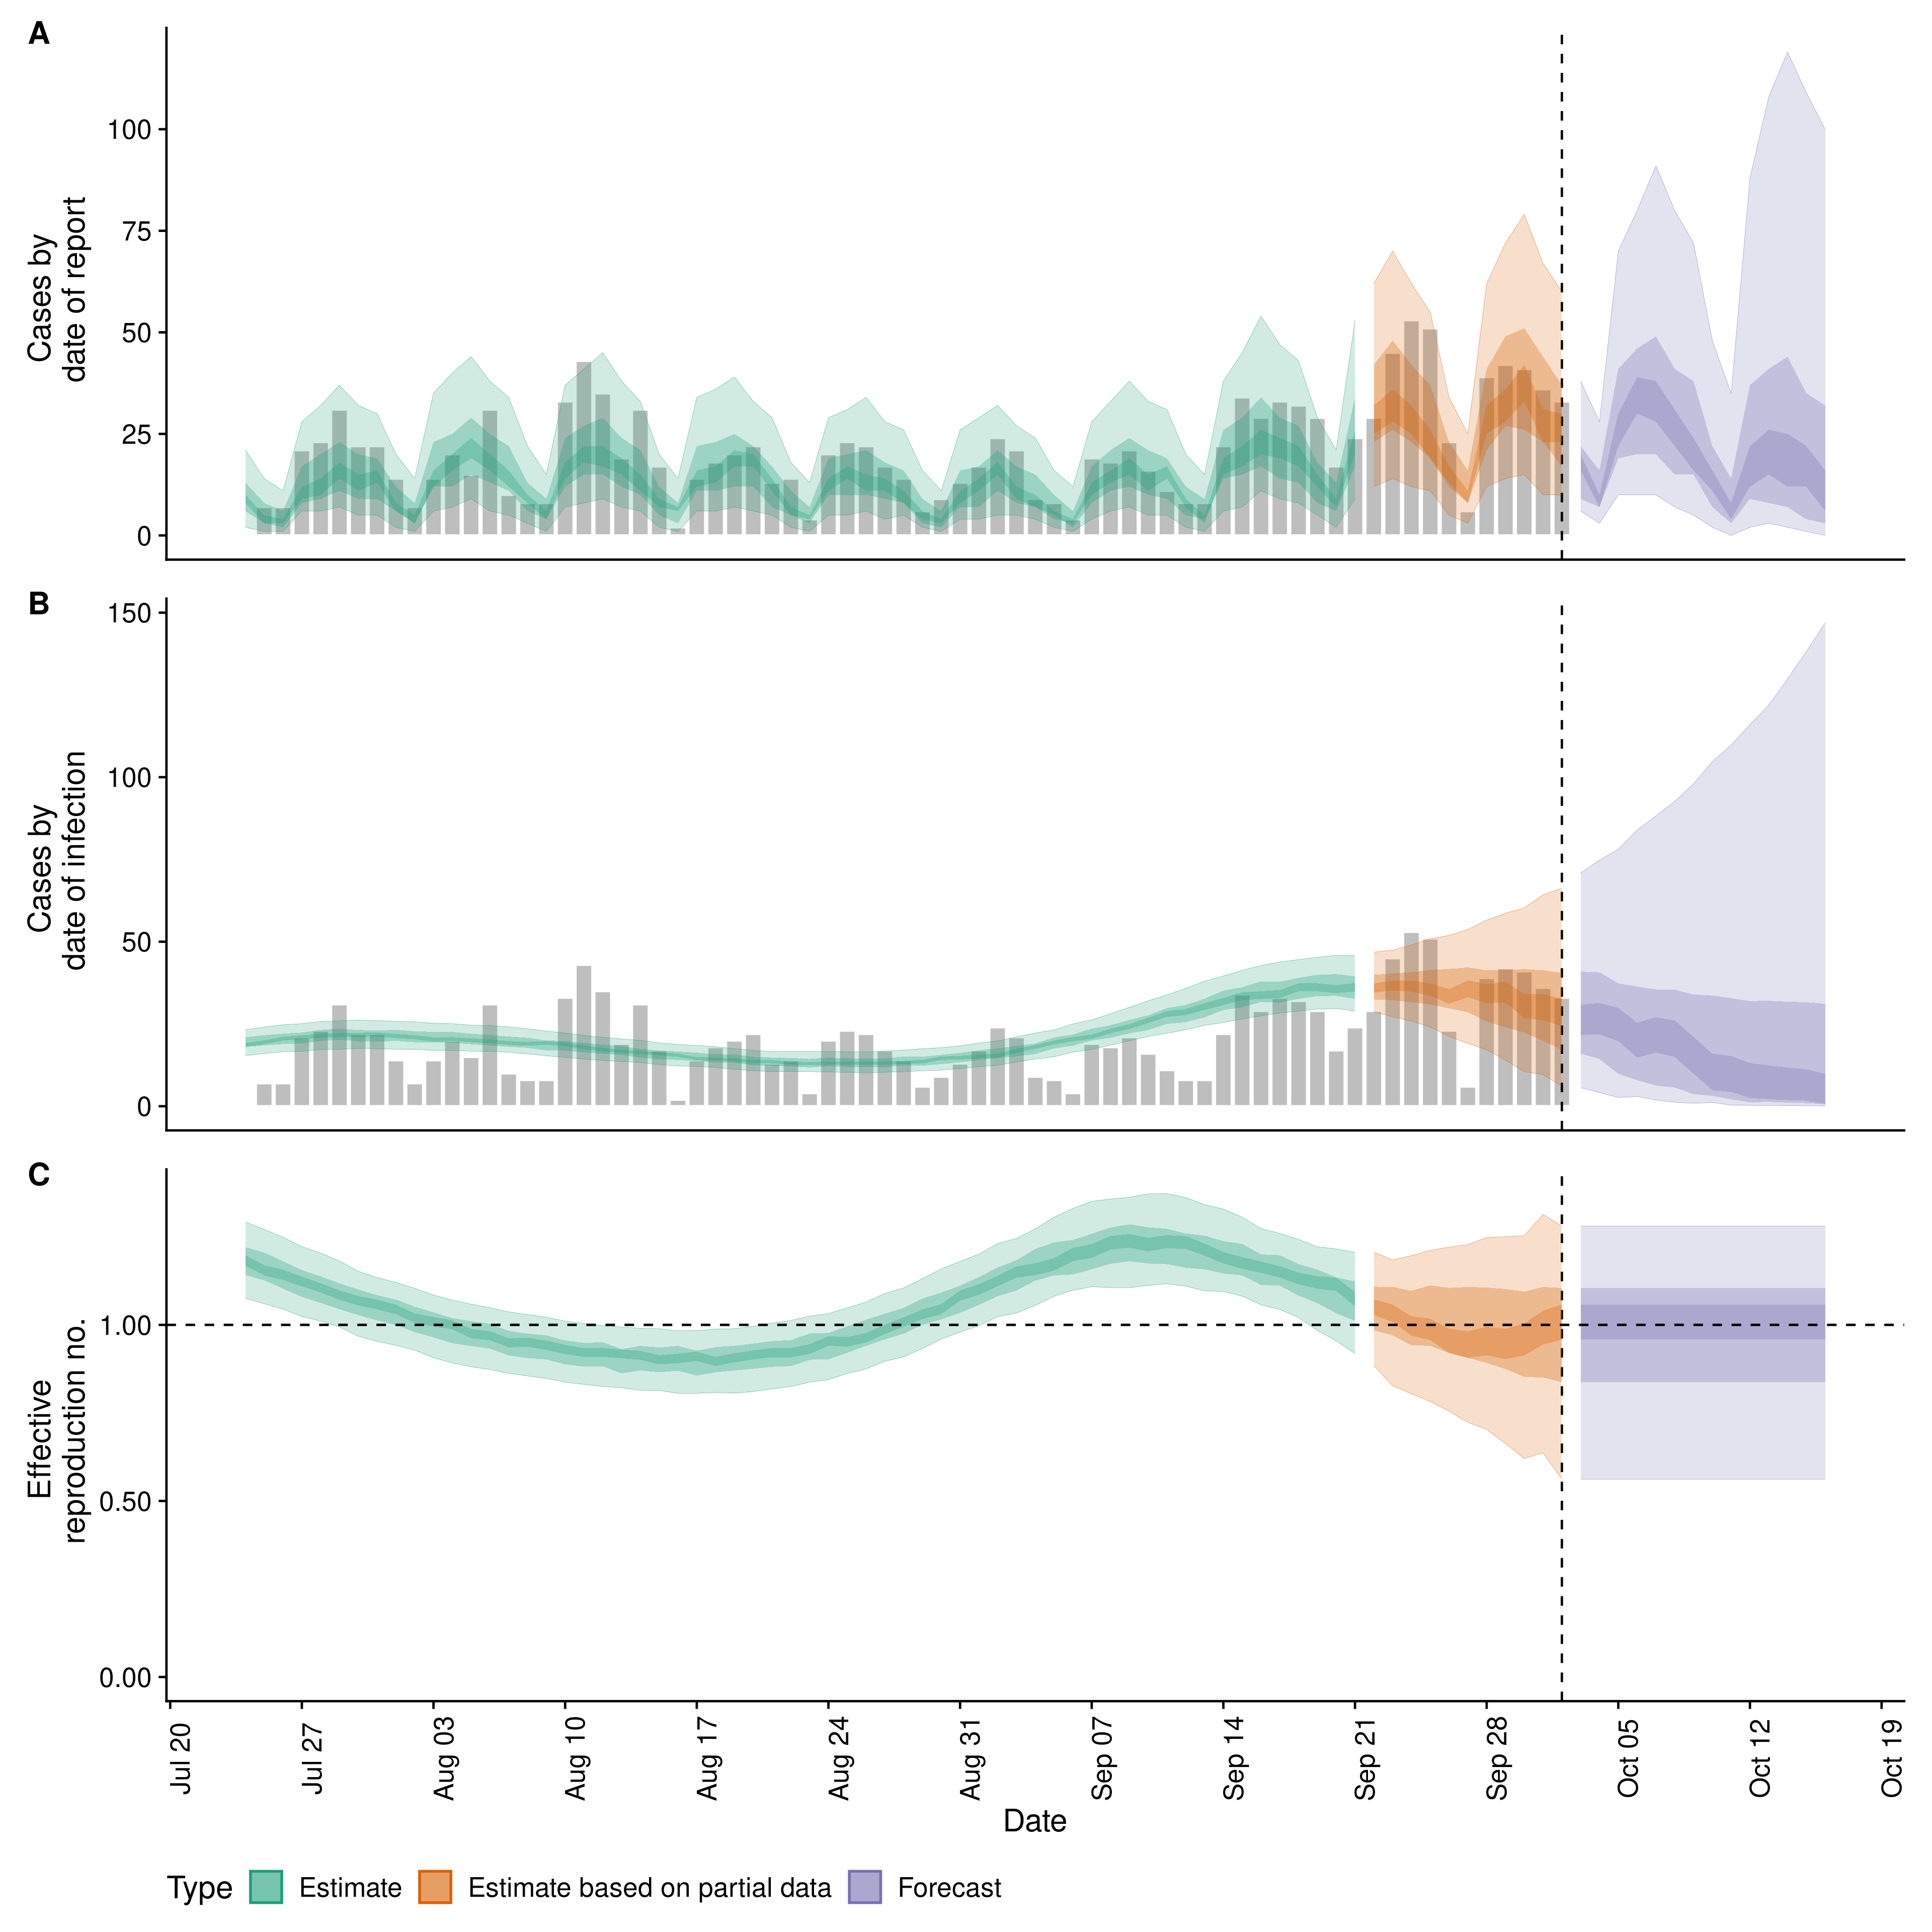 A
Cases by
date of report
100
75
50
25
0
B
Cases by
date of infection
150
100
50
0
C
Effective
reproduction no.
1.00
0.50
0.00
Jul 20
Jul 27
Aug 03
Aug 10
Aug 17
Aug 24
Aug 31
Sep 07
Sep 14
Sep 21
Sep 28
Oct 05
Oct 12
Oct 19
Date
Type Estimate Estimate based on partial data Forecast